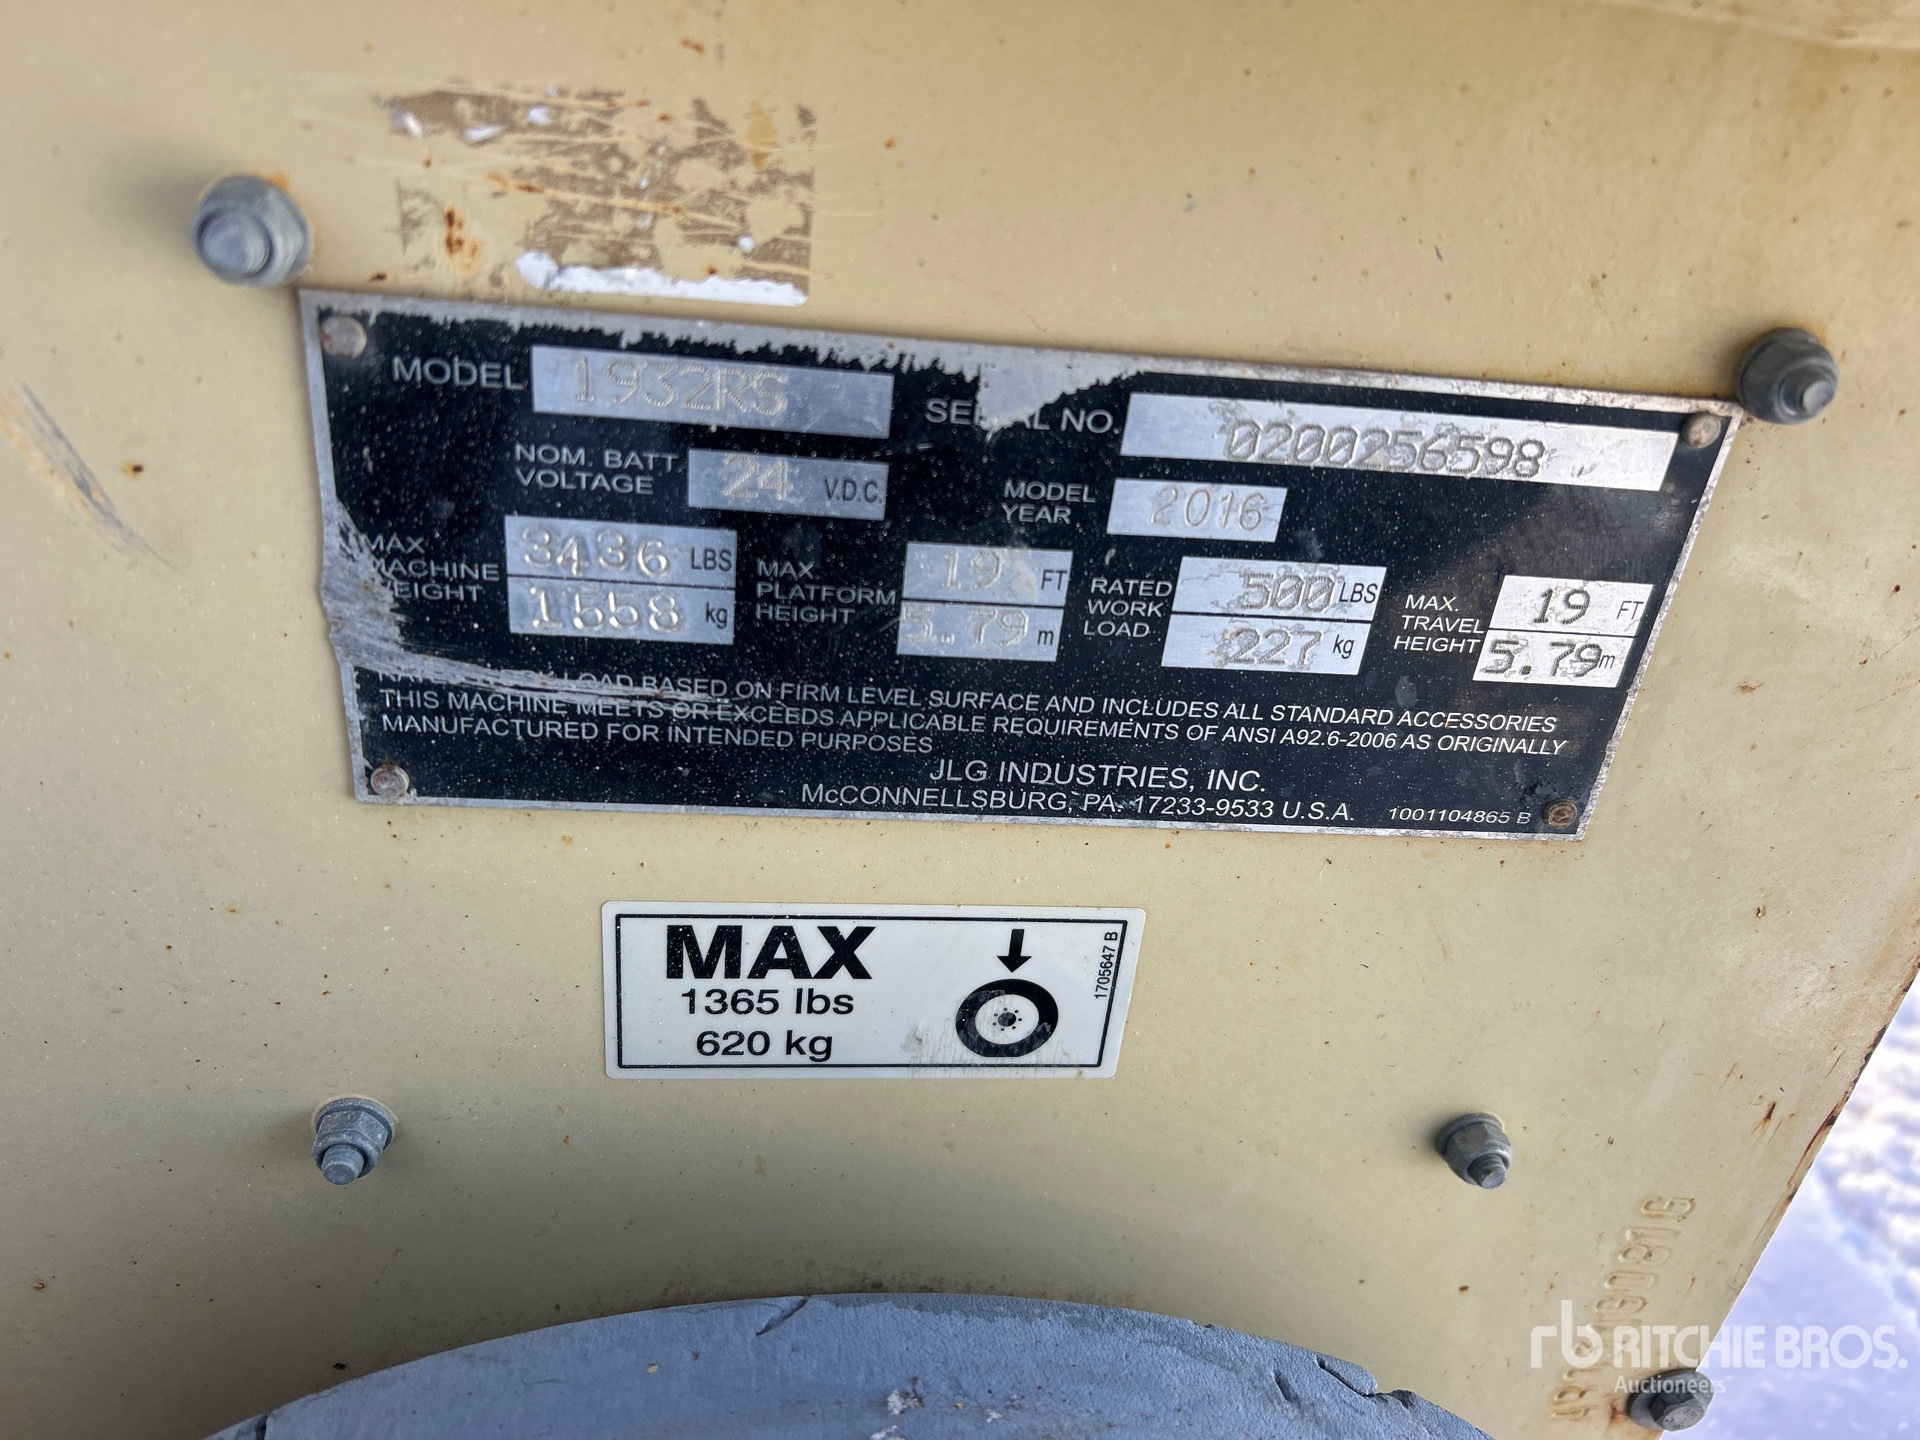 MODEL 1932RS
SERIAL NO. 0200256598
NOM. BATT
VOLTAGE 24 V.D.C.
MODEL
YEAR 2016
MAX
MACHINE
WEIGHT
3436 LBS
1558 kg
MAX
PLATFORM
HEIGHT
19 FT
5.79 m
RATED
WORK
LOAD
500 LBS
227 kg
MAX.
TRAVEL
HEIGHT
19 FT
5.79 m
LOAD BASED ON FIRM LEVEL SURFACE AND INCLUDES ALL STANDARD ACCESSORIES
THIS MACHINE MEETS OR EXCEEDS APPLICABLE REQUIREMENTS OF ANSI A92.6-2006 AS ORIGINALLY
MANUFACTURED FOR INTENDED PURPOSES
JLG INDUSTRIES, INC.
McCONNELLSBURG, PA. 17233-9533 U.S.A.
1001104865 B
MAX
1365 lbs
620 kg
1705647 B
rb RITCHIE BROS.
Auctioneers